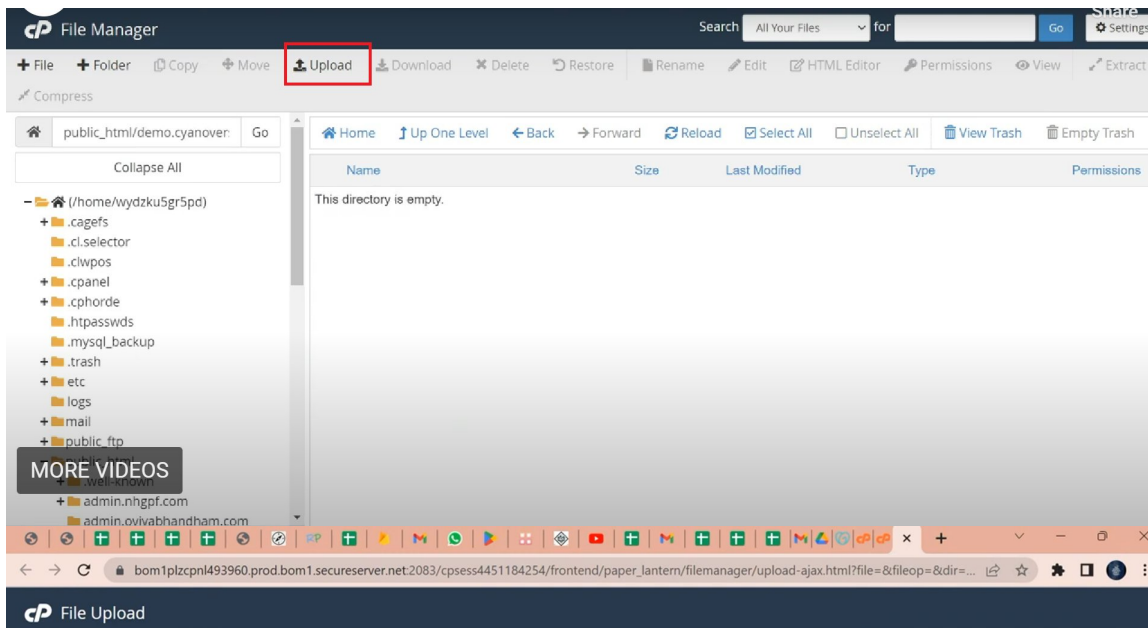 cP File Manager
Search All Your Files for Go Share Settings
+ File + Folder Copy Move Upload Download Delete Restore Rename Edit HTML Editor Permissions View Extract
Compress
public_html/demo.cyanover: Go
Home Up One Level Back Forward Reload Select All Unselect All View Trash Empty Trash
Collapse All
Name Size Last Modified Type Permissions
This directory is empty.
(/home/wydzku5gr5pd)
.cagefs
.cl.selector
.clwpos
.cpanel
.cphorde
.htpasswds
.mysql_backup
.trash
etc
logs
mail
public_ftp
public_html
MORE VIDEOS
.well-known
admin.nhgpf.com
admin.ovivabhandham.com
bom1plzcpnl493960.prod.bom1.secureserver.net:2083/cpsess4451184254/frontend/paper_lantern/filemanager/upload-ajax.html?file=&fileop=&dir=...
cP File Upload